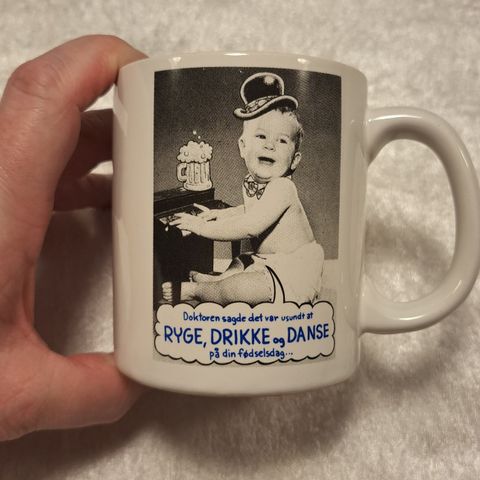 Doktoren sagde det var usundt at
RYGE, DRIKKE og DANSE
på din fødselsdag...